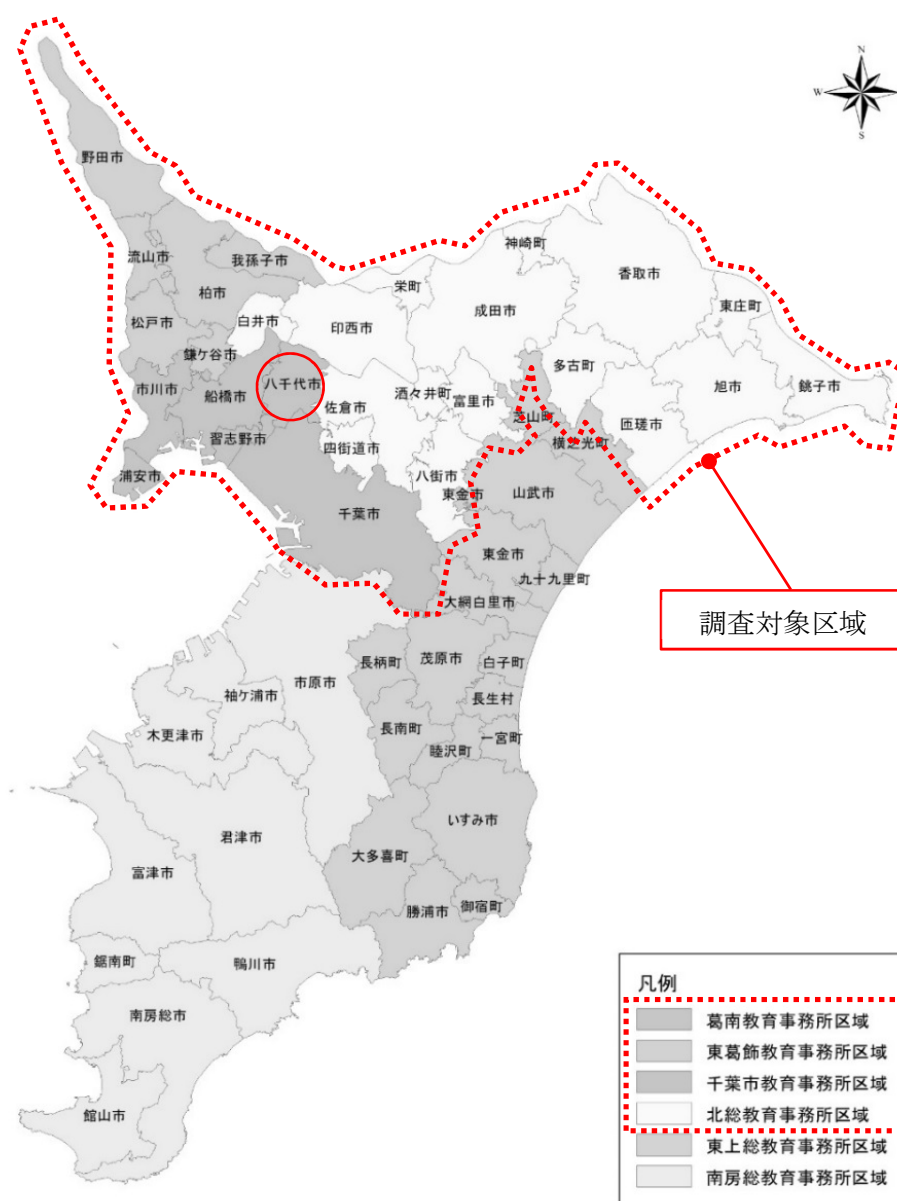 N
W
S
野田市
流山市
我孫子市
柏市
松戸市
白井市
鎌ケ谷市
市川市
船橋市
八千代市
習志野市
浦安市
千葉市
印西市
栄町
成田市
神崎町
香取市
東庄町
多古町
旭市
銚子市
匝瑳市
酒々井町
富里市
佐倉市
四街道市
八街市
芝山町
横芝光町
東金市
山武市
東金市
九十九里町
大網白里市
調査対象区域
長柄町
茂原市
白子町
市原市
袖ケ浦市
長生村
木更津市
長南町
一宮町
睦沢町
いすみ市
君津市
大多喜町
富津市
勝浦市
御宿町
鋸南町
鴨川市
南房総市
館山市
凡例
葛南教育事務所区域
東葛飾教育事務所区域
千葉市教育事務所区域
北総教育事務所区域
東上総教育事務所区域
南房総教育事務所区域